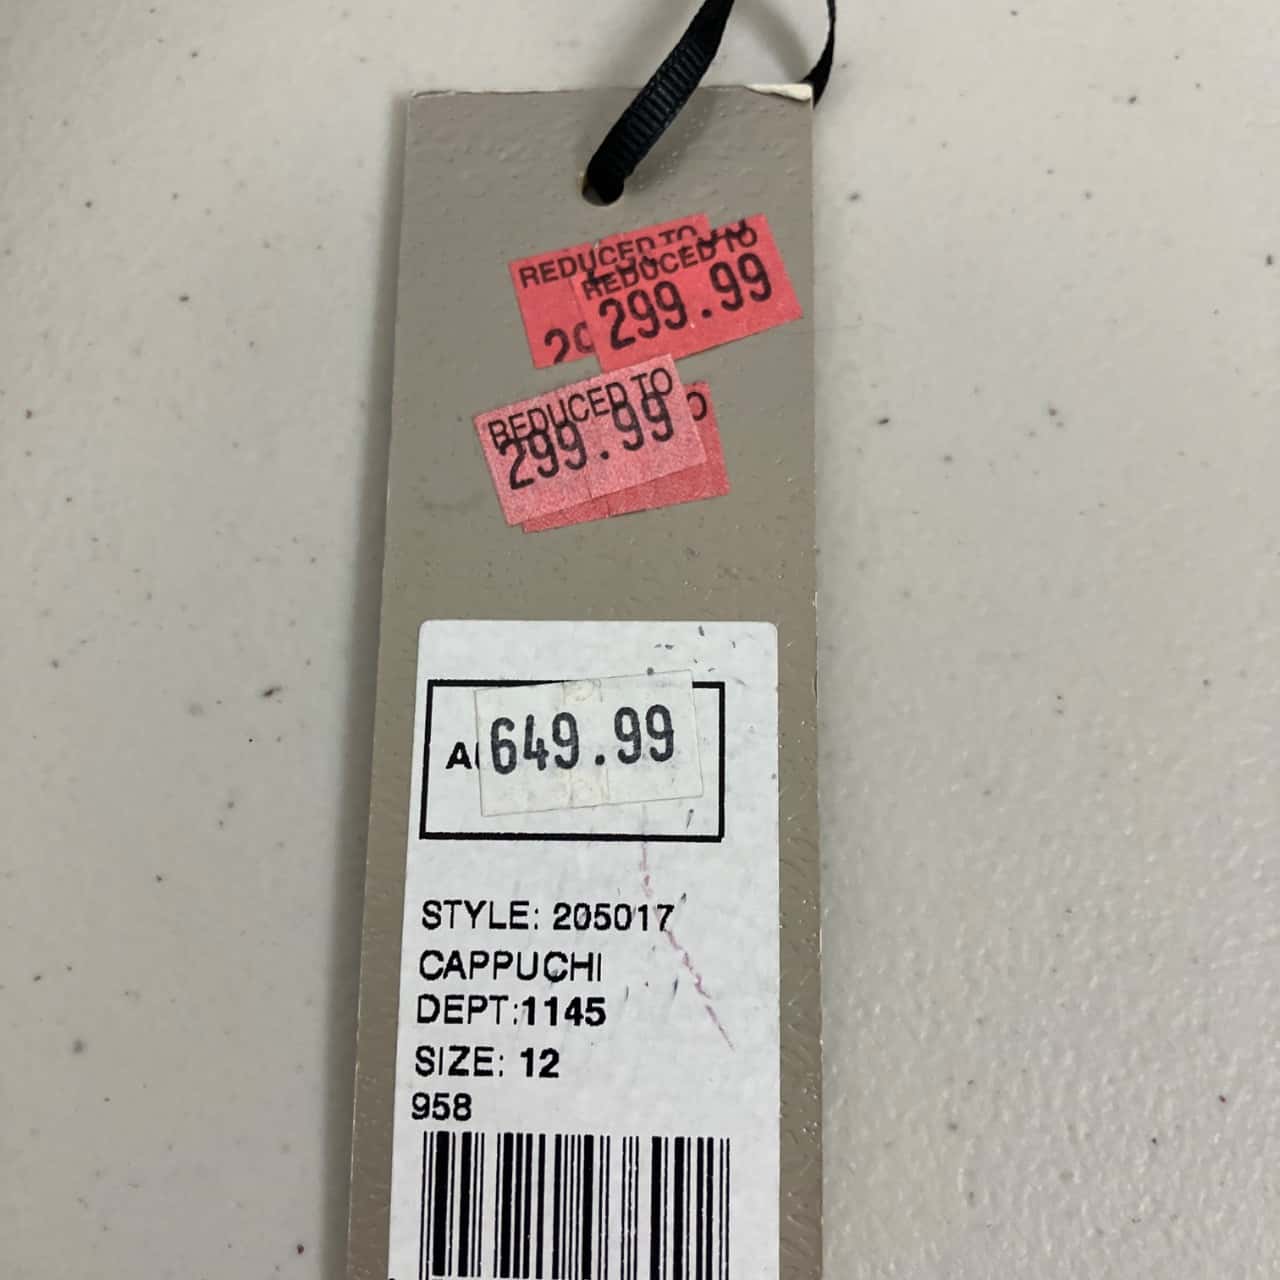 REDUCED TO
REDUCED TO
299.99
REDUCED TO
299.99
649.99
STYLE: 205017
CAPPUCHI
DEPT:1145
SIZE: 12
958